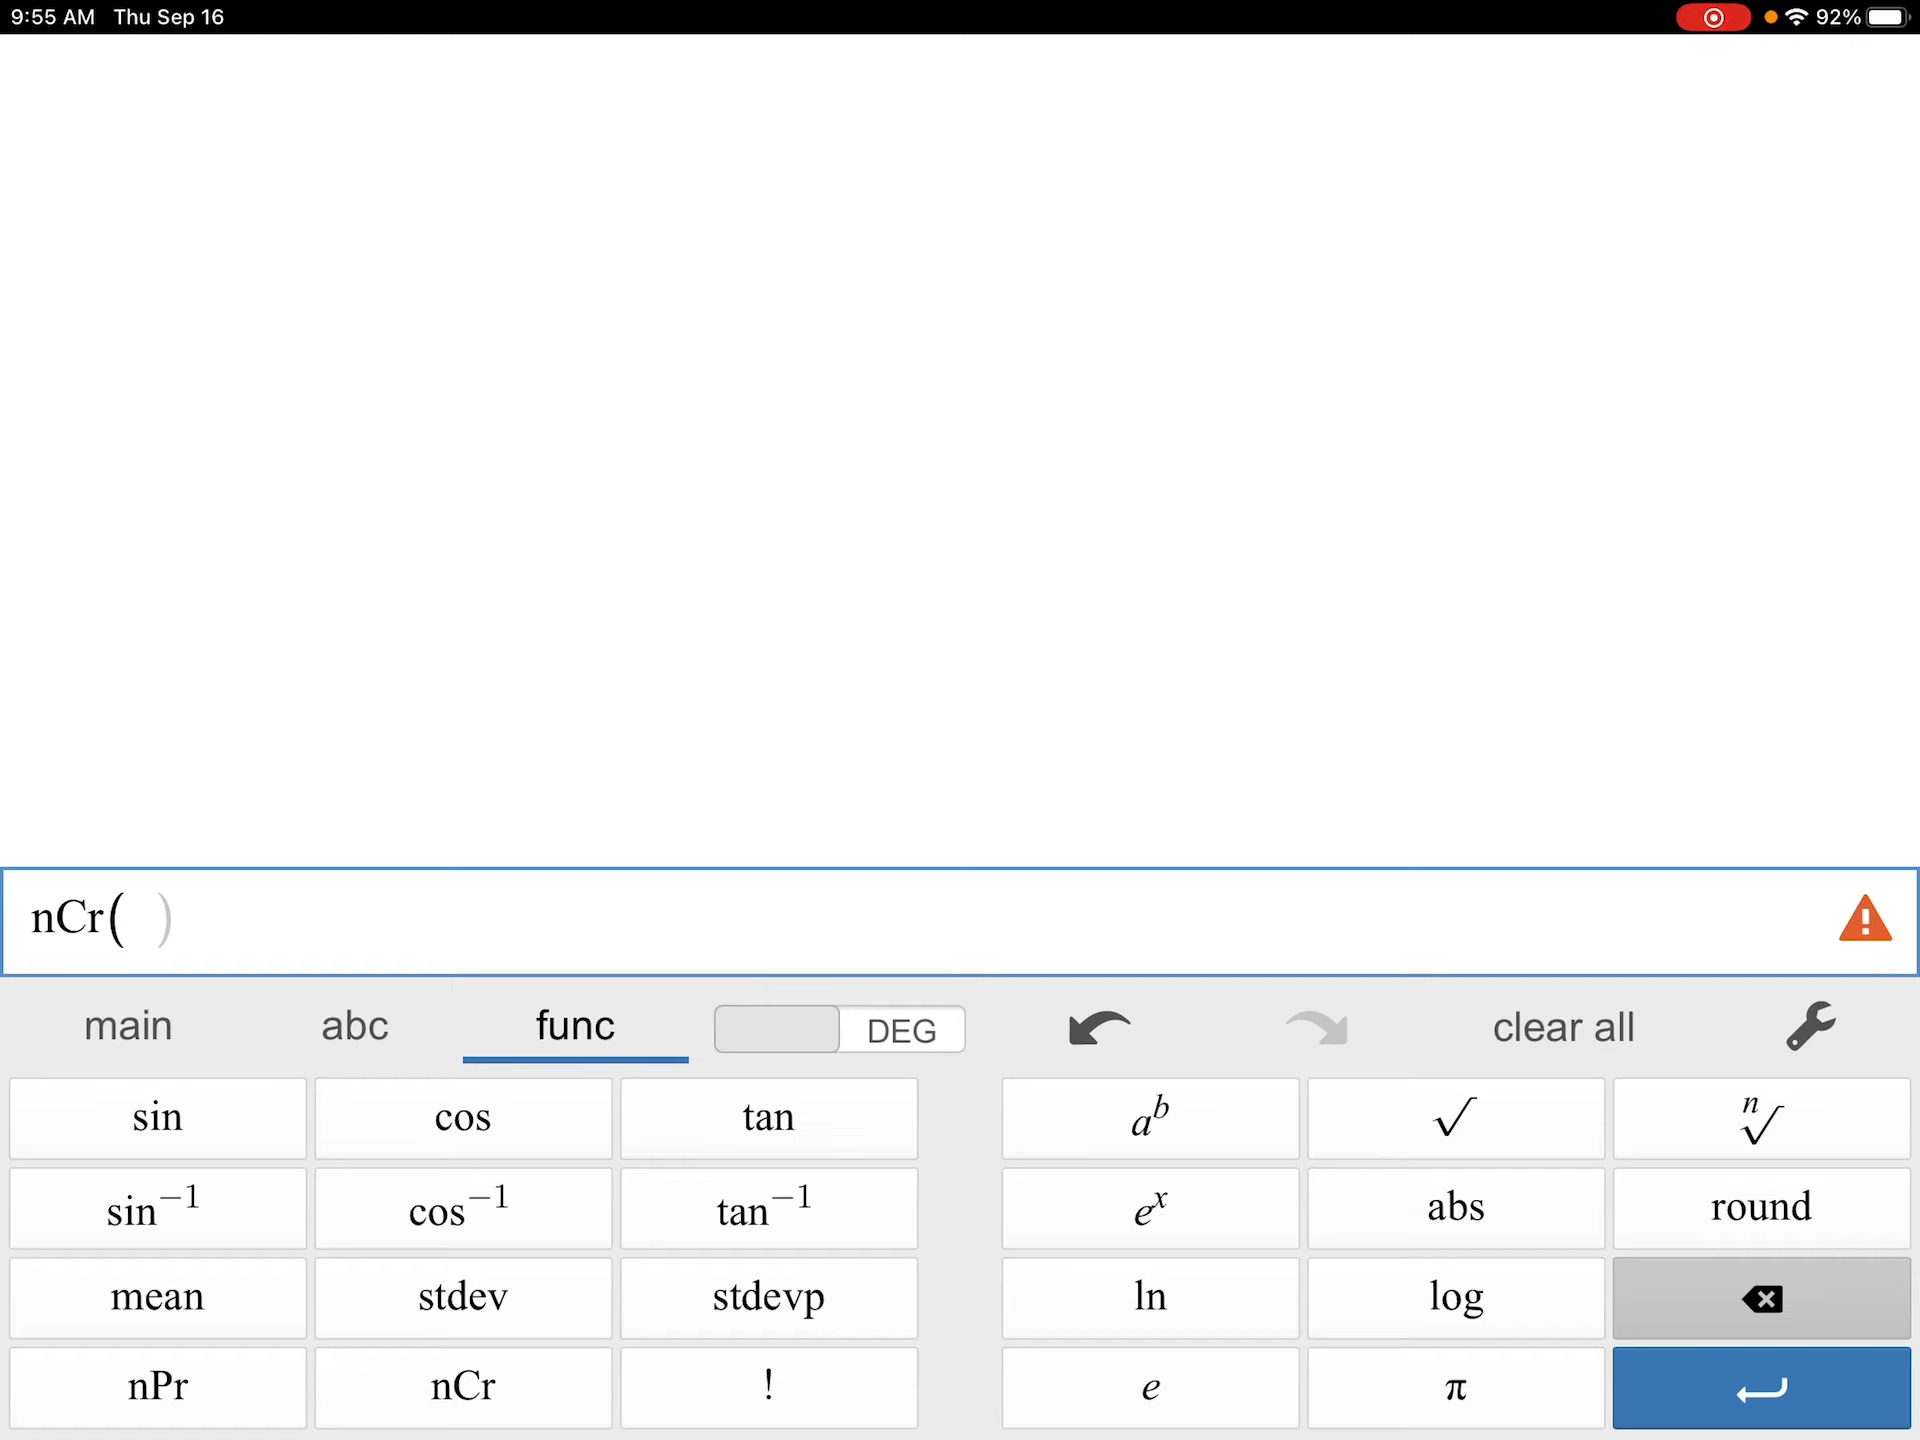 9:55 AM Thu Sep 16 92%
nCr( )
main abc func DEG clear all
sin cos tan a^b √ ⁿ√
sin⁻¹ cos⁻¹ tan⁻¹ eˣ abs round
mean stdev stdevp ln log
nPr nCr ! e π